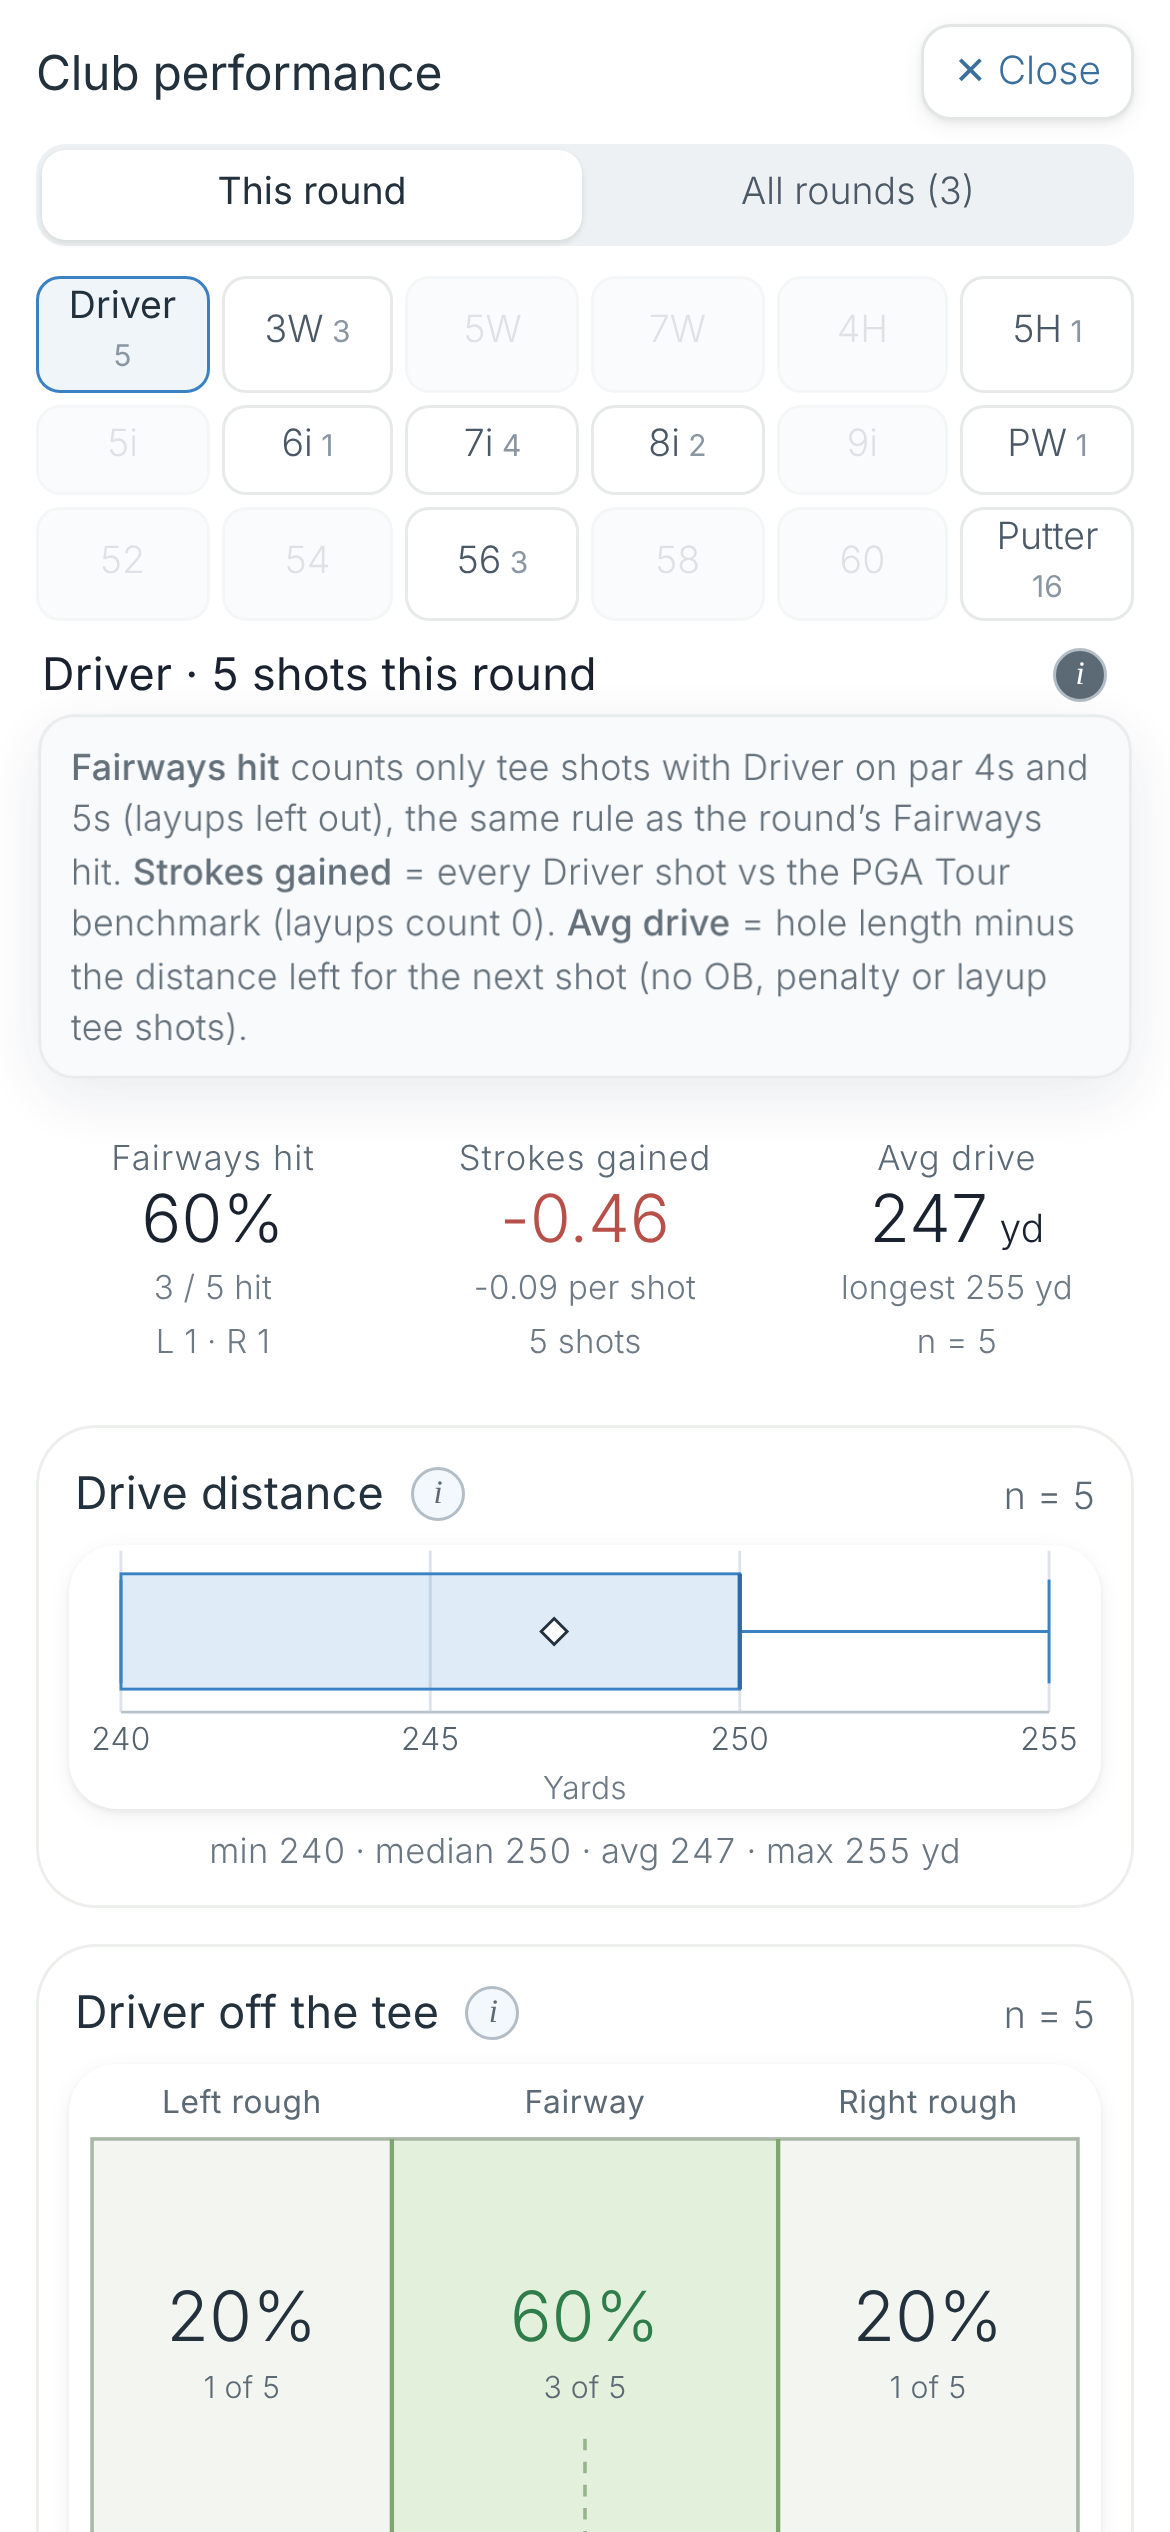 Club performance
✕ Close
This round
All rounds (3)
Driver
5
3W 3
5W
7W
4H
5H 1
5i
6i 1
7i 4
8i 2
9i
PW 1
52
54
56 3
58
60
Putter
16
Driver · 5 shots this round
i
Fairways hit counts only tee shots with Driver on par 4s and
5s (layups left out), the same rule as the round’s Fairways
hit. Strokes gained = every Driver shot vs the PGA Tour
benchmark (layups count 0). Avg drive = hole length minus
the distance left for the next shot (no OB, penalty or layup
tee shots).
Fairways hit
60%
3 / 5 hit
L 1 · R 1
Strokes gained
-0.46
-0.09 per shot
5 shots
Avg drive
247 yd
longest 255 yd
n = 5
Drive distance
i
n = 5
240
245
250
255
Yards
min 240 · median 250 · avg 247 · max 255 yd
Driver off the tee
i
n = 5
Left rough
Fairway
Right rough
20%
1 of 5
60%
3 of 5
20%
1 of 5